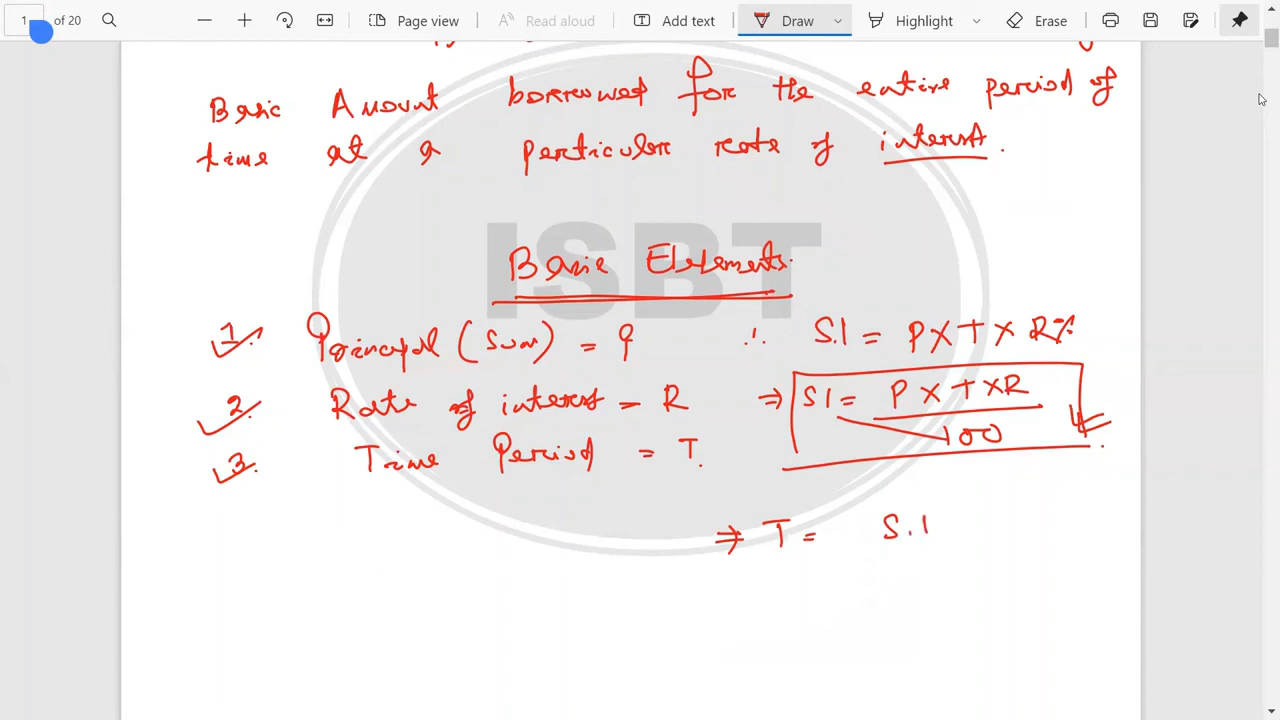 1 of 20 Page view Read aloud Add text Draw Highlight Erase
Basic Amount borrowed for the entire period of
time at a perticular rate of interest.
ISBT
Basic Elements.
1. Principal (Sum) = P ∴ S.I = P X T X R%
2. Rate of interest = R ⇒ SI = P X T X R
100
3. Time Period = T.
⇒ T = S.I